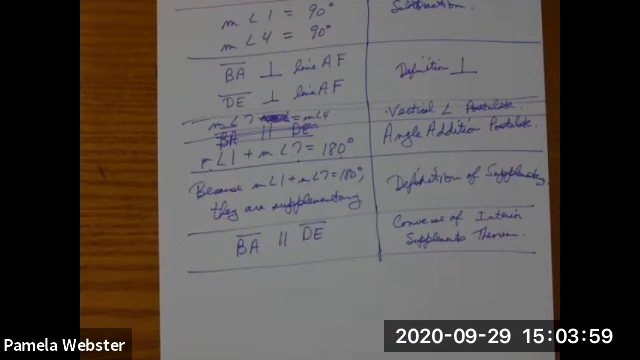 m∠1 = 90°
Subtraction.
m∠4 = 90°
BA ⊥ line AF
Definition ⊥
DE ⊥ line AF
m∠7 = m∠4
Vertical ∠ Postulate.
BA || DE
Angle Addition Postulate.
m∠1 + m∠7 = 180°
Because m∠1 + m∠7 = 180°,
Definition of Supplementary
they are supplementary
BA || DE
Converse of Interior
Supplements Theorem.
Pamela Webster
2020-09-29 15:03:59